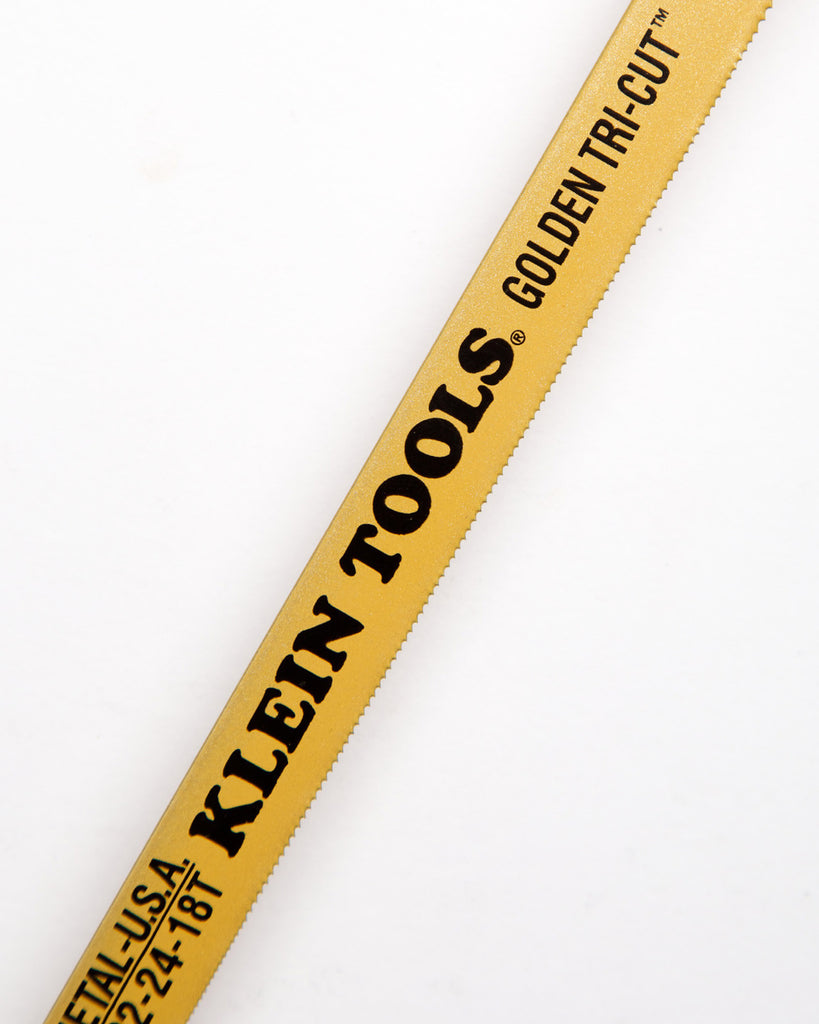 ETAL-U.S.A.
2-24-18T
KLEIN TOOLS® GOLDEN TRI-CUT™